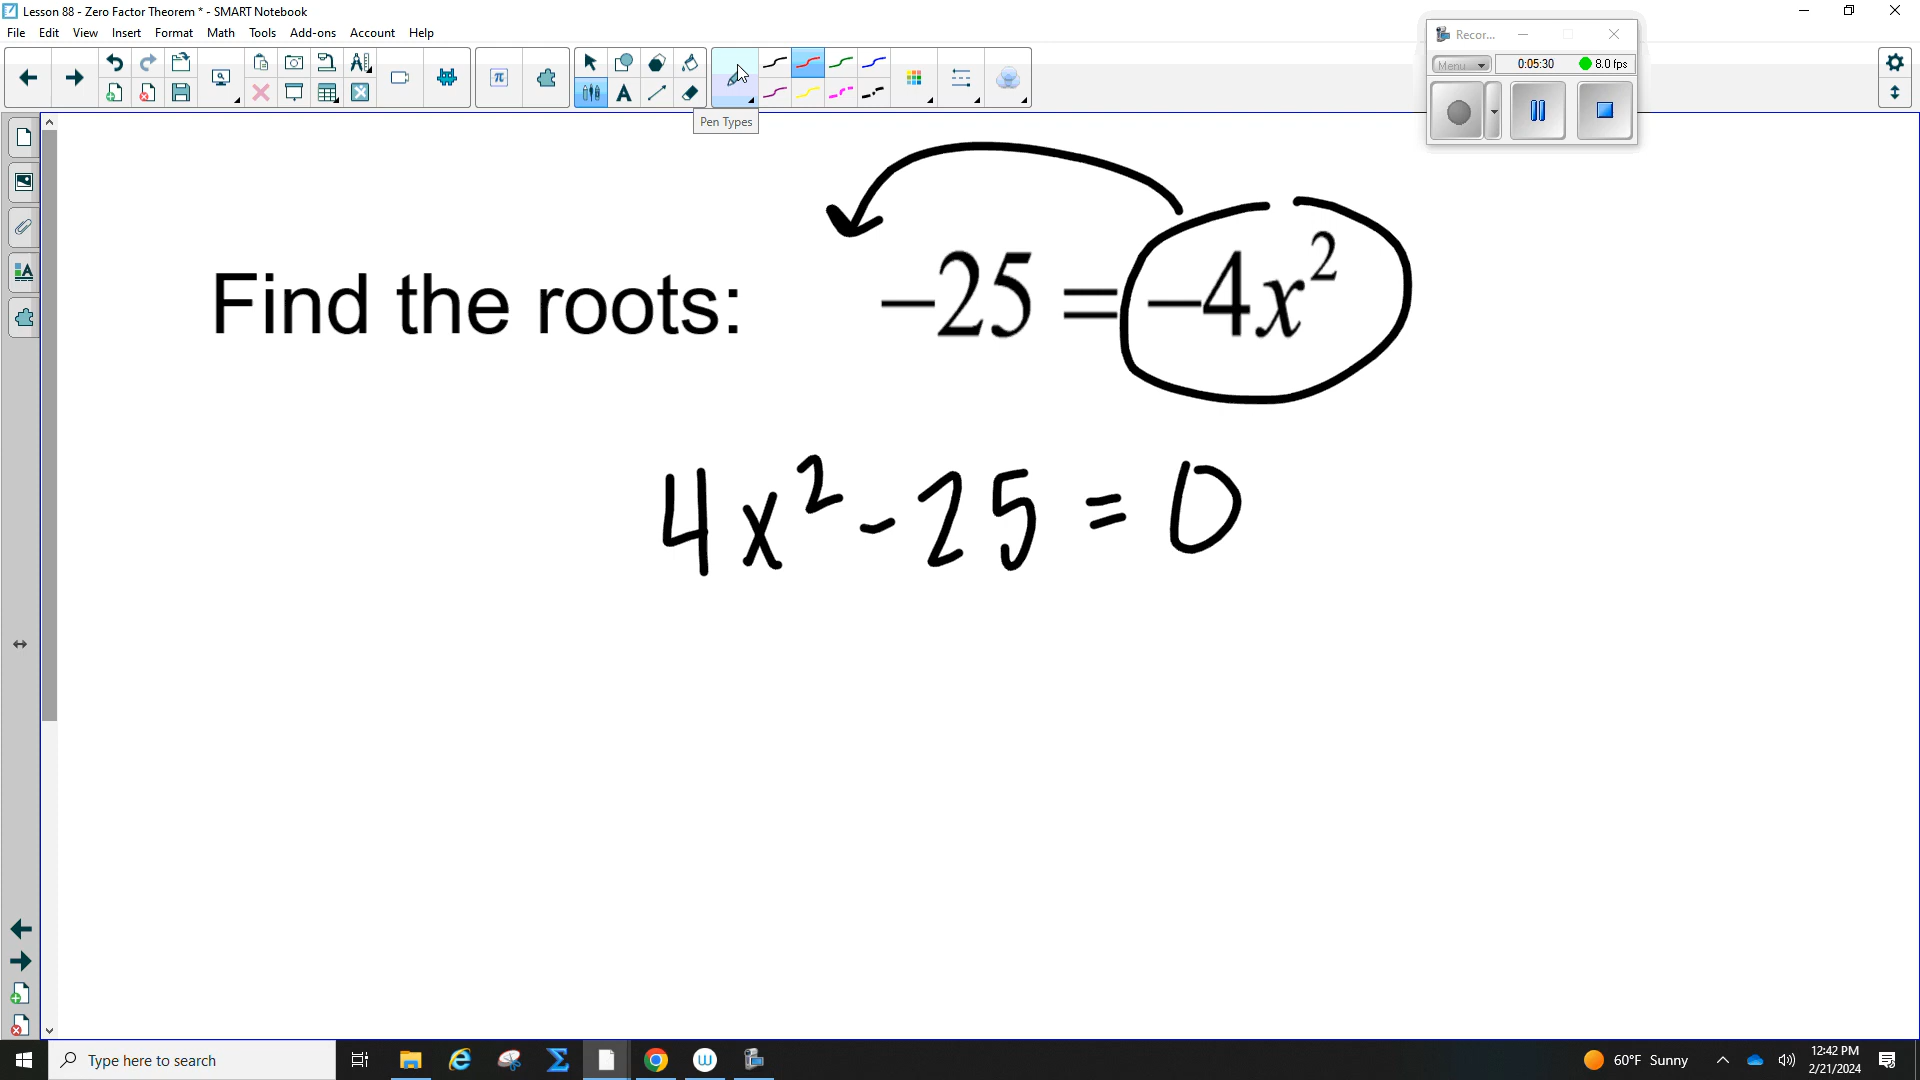 Lesson 88 - Zero Factor Theorem * - SMART Notebook
File Edit View Insert Format Math Tools Add-ons Account Help
Recor...
Menu 0:05:30 8.0 fps
Pen Types
Find the roots: −25 = −4x²
4x² - 25 = 0
Type here to search
60°F Sunny
12:42 PM
2/21/2024